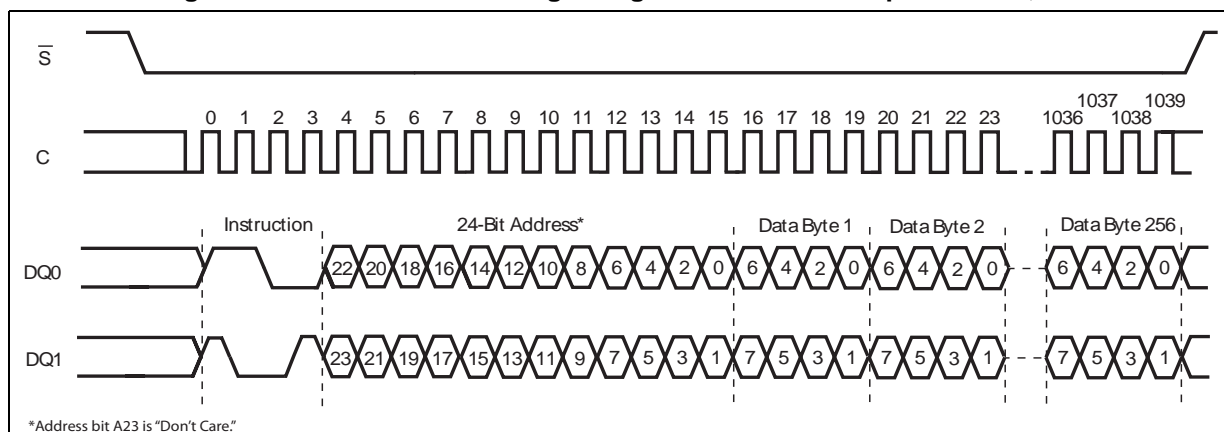 S
1037 1039
0 1 2 3 4 5 6 7 8 9 10 11 12 13 14 15 16 17 18 19 20 21 22 23 1036 1038
C
Instruction 24-Bit Address* Data Byte 1 Data Byte 2 Data Byte 256
DQ0 22 20 18 16 14 12 10 8 6 4 2 0 6 4 2 0 6 4 2 0 6 4 2 0
DQ1 23 21 19 17 15 13 11 9 7 5 3 1 7 5 3 1 7 5 3 1 7 5 3 1
*Address bit A23 is "Don't Care."